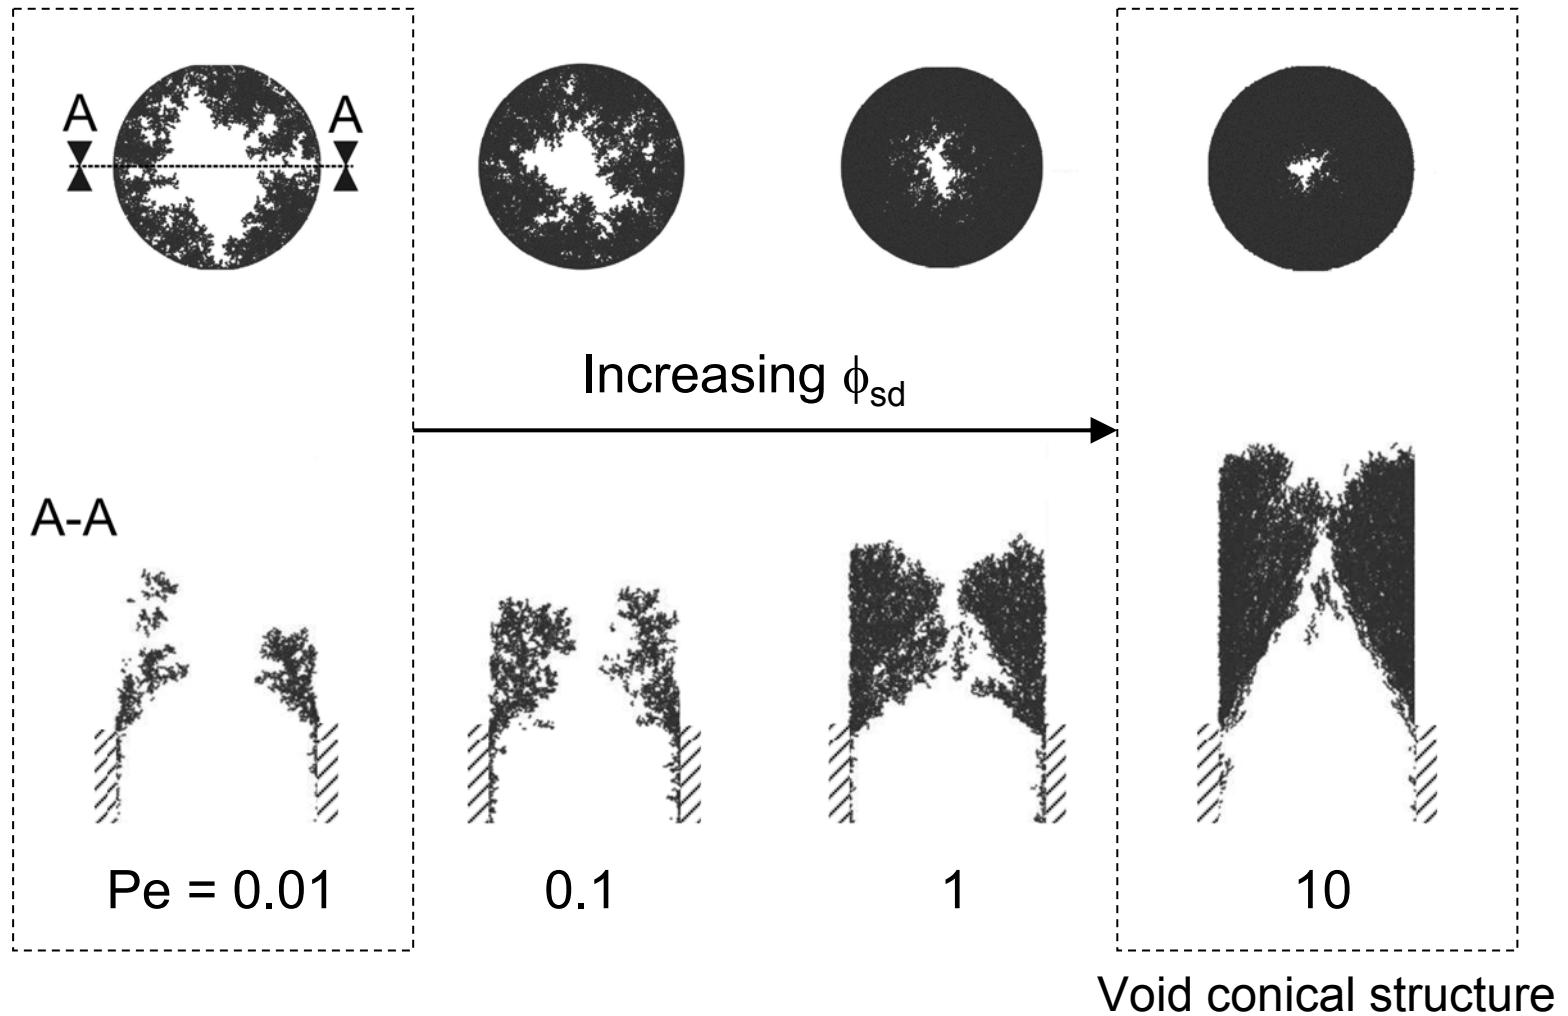 A A
Increasing ϕsd
A-A
Pe = 0.01 0.1 1 10
Void conical structure